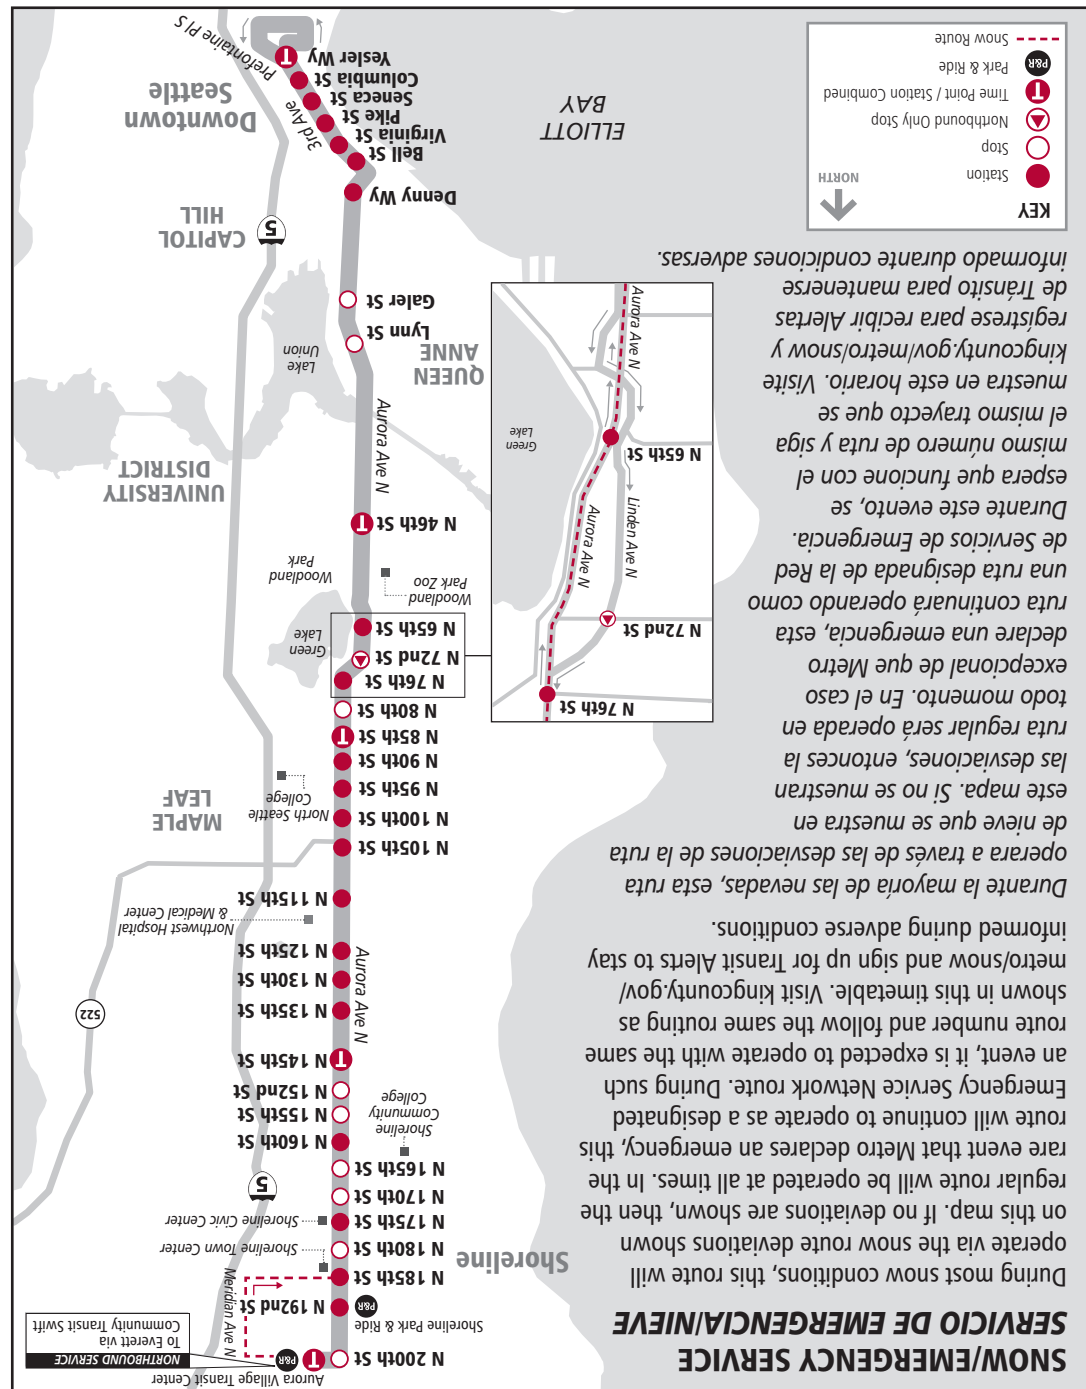 SNOW/EMERGENCY SERVICE
SERVICIO DE EMERGENCIA/NIEVE
During most snow conditions, this route will
operate via the snow route deviations shown
on this map. If no deviations are shown, then the
regular route will be operated at all times. In the
rare event that Metro declares an emergency, this
route will continue to operate as a designated
Emergency Service Network route. During such
an event, it is expected to operate with the same
route number and follow the same routing as
shown in this timetable. Visit kingcounty.gov/
metro/snow and sign up for Transit Alerts to stay
informed during adverse conditions.
Durante la mayoría de las nevadas, esta ruta
operara a través de las desviaciones de la ruta
de nieve que se muestra en
este mapa. Si no se muestran
las desviaciones, entonces la
ruta regular será operada en
todo momento. En el caso
excepcional de que Metro
declare una emergencia, esta
ruta continuará operando como
una ruta designada de la Red
de Servicios de Emergencia.
Durante este evento, se
espera que funcione con el
mismo número de ruta y siga
el mismo trayecto que se
muestra en este horario. Visite
kingcounty.gov/metro/snow y
regístrese para recibir Alertas
de Tránsito para mantenerse
informado durante condiciones adversas.
KEY
Station
Stop
Northbound Only Stop
T
Time Point / Station Combined
P&R
Park & Ride
Snow Route
NORTH
Aurora Village Transit Center
N 200th St
T
P&R
NORTHBOUND SERVICE
To Everett via
Community Transit Swift
Shoreline Park & Ride
P&R
N 192nd St
Meridian Ave N
N 185th St
Shoreline
Shoreline Town Center
N 180th St
Shoreline Civic Center
N 175th St
5
N 170th St
N 165th St
Shoreline
Community
College
N 160th St
N 155th St
N 152nd St
T
N 145th St
522
N 135th St
N 130th St
Aurora Ave N
N 125th St
Northwest Hospital
& Medical Center
N 115th St
N 105th St
N 100th St
MAPLE
LEAF
North Seattle
College
N 95th St
N 90th St
T
N 85th St
N 80th St
N 76th St
N 72nd St
N 65th St
Green
Lake
Woodland
Park Zoo
Woodland
Park
T
N 46th St
UNIVERSITY
DISTRICT
Aurora Ave N
QUEEN
ANNE
Lake
Union
Lynn St
Galer St
5
CAPITOL
HILL
Denny Wy
Bell St
Virginia St
Pike St
Seneca St
Columbia St
Yesler Wy
T
3rd Ave
Prefontaine Pl S
Downtown
Seattle
ELLIOTT
BAY
N 76th St
N 72nd St
Aurora Ave N
Linden Ave N
N 65th St
Green
Lake
Aurora Ave N